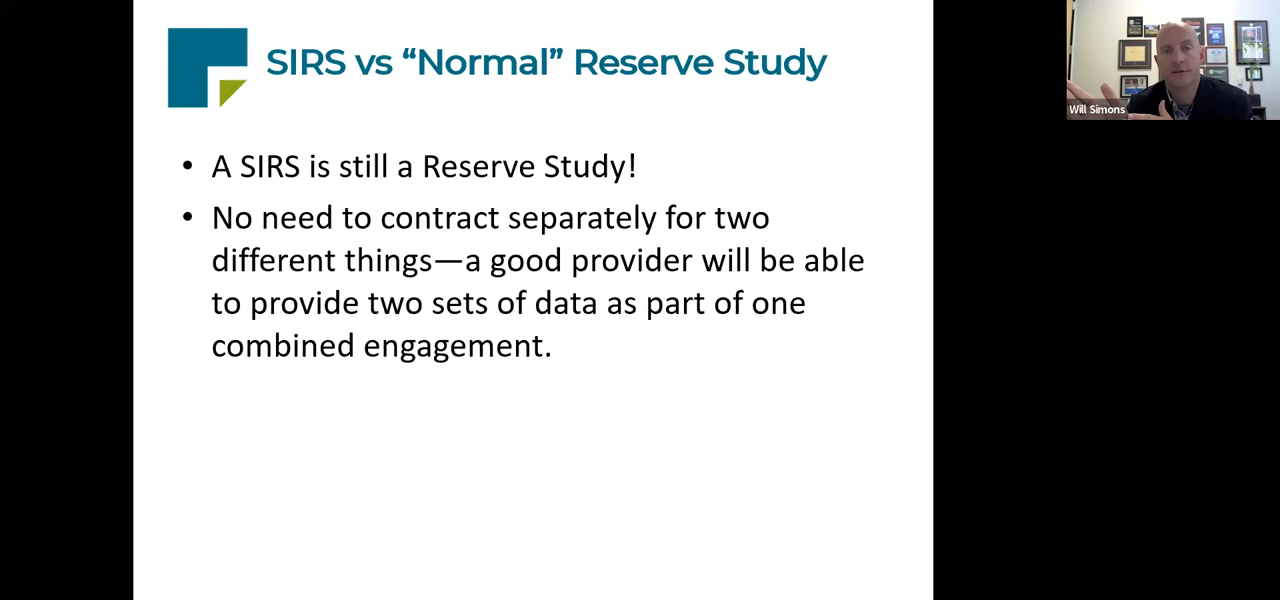 SIRS vs “Normal” Reserve Study
• A SIRS is still a Reserve Study!
• No need to contract separately for two
different things—a good provider will be able
to provide two sets of data as part of one
combined engagement.
Will Simons